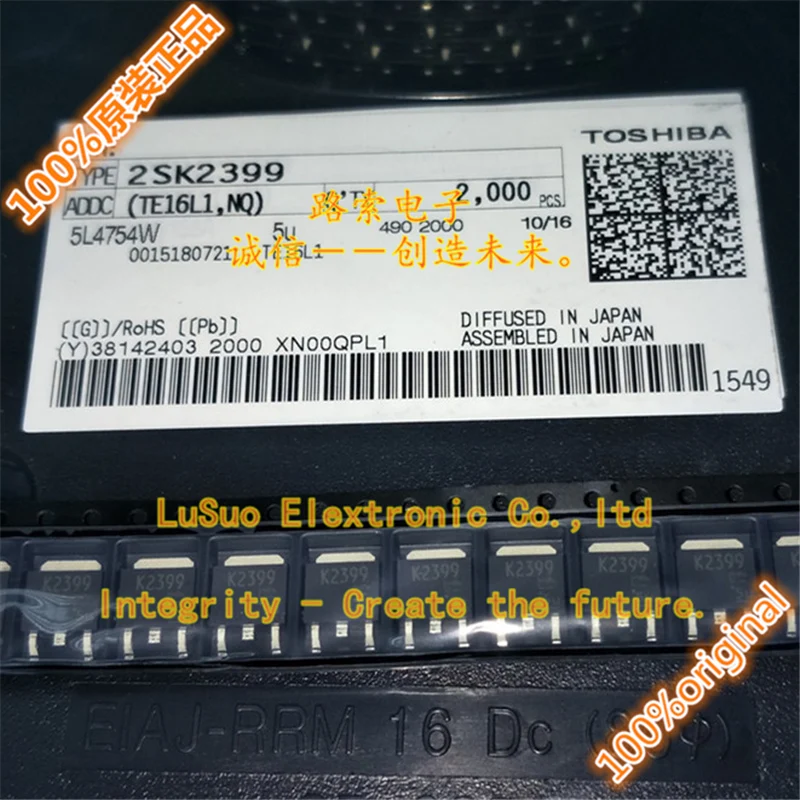 100%原装正品
TOSHIBA
TYPE 2SK2399
ADDC (TE16L1,NQ) Q'TY 2,000 PCS.
路索电子
5L4754W 5u 490 2000 10/16
诚信——创造未来。
0015180721
[[G]]/RoHS [[Pb]]
DIFFUSED IN JAPAN
ASSEMBLED IN JAPAN
(Y)38142403 2000 XN00QPL1
1549
LuSuo Elextronic Co.,ltd
K2399 K2399 K2399 K2399 K2399 K2399 K2399 K2399
Integrity - Create the future.
100%original
EIAJ-RRM 16 Dc